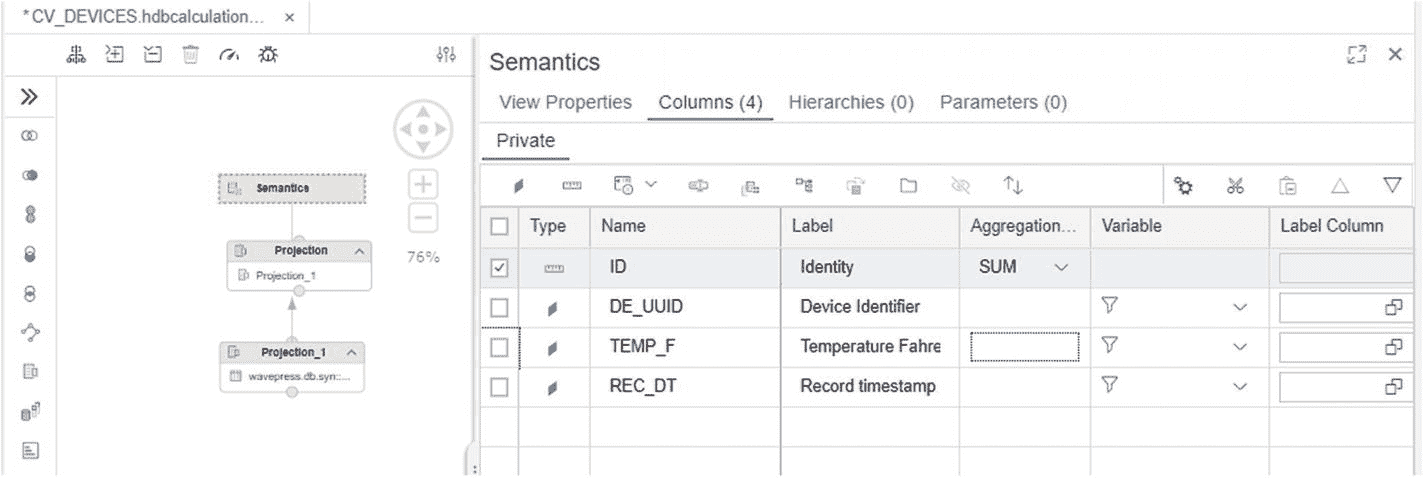 *CV_DEVICES.hdbcalculation... ×
Semantics
View Properties Columns (4) Hierarchies (0) Parameters (0)
Private
Semantics
Projection
Projection_1
76%
Projection_1
wavepress.db.syn::...
Type Name Label Aggregation... Variable Label Column
ID Identity SUM
DE_UUID Device Identifier
TEMP_F Temperature Fahre
REC_DT Record timestamp